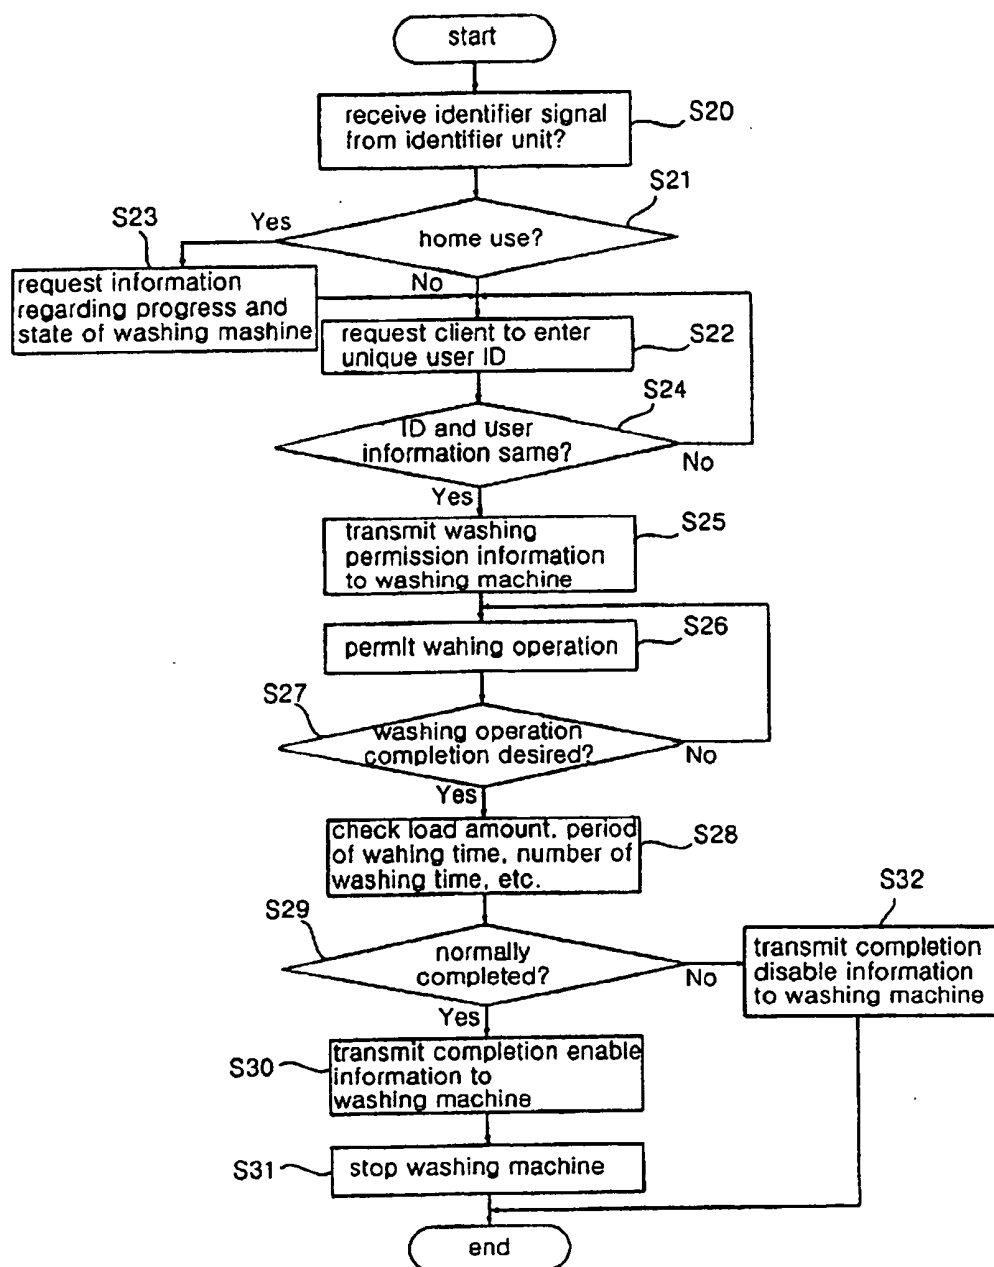 start
receive identifier signal
from identifier unit?
S20
S21
home use?
Yes
No
S23
request information
regarding progress and
state of washing mashine
request client to enter
unique user ID
S22
S24
ID and user
information same?
No
Yes
transmit washing
permission information
to washing machine
S25
permit wahing operation
S26
S27
washing operation
completion desired?
No
Yes
check load amount, period
of wahing time, number of
washing time, etc.
S28
S29
normally
completed?
No
Yes
S32
transmit completion
disable information
to washing machine
S30
transmit completion enable
information to
washing machine
S31
stop washing machine
end